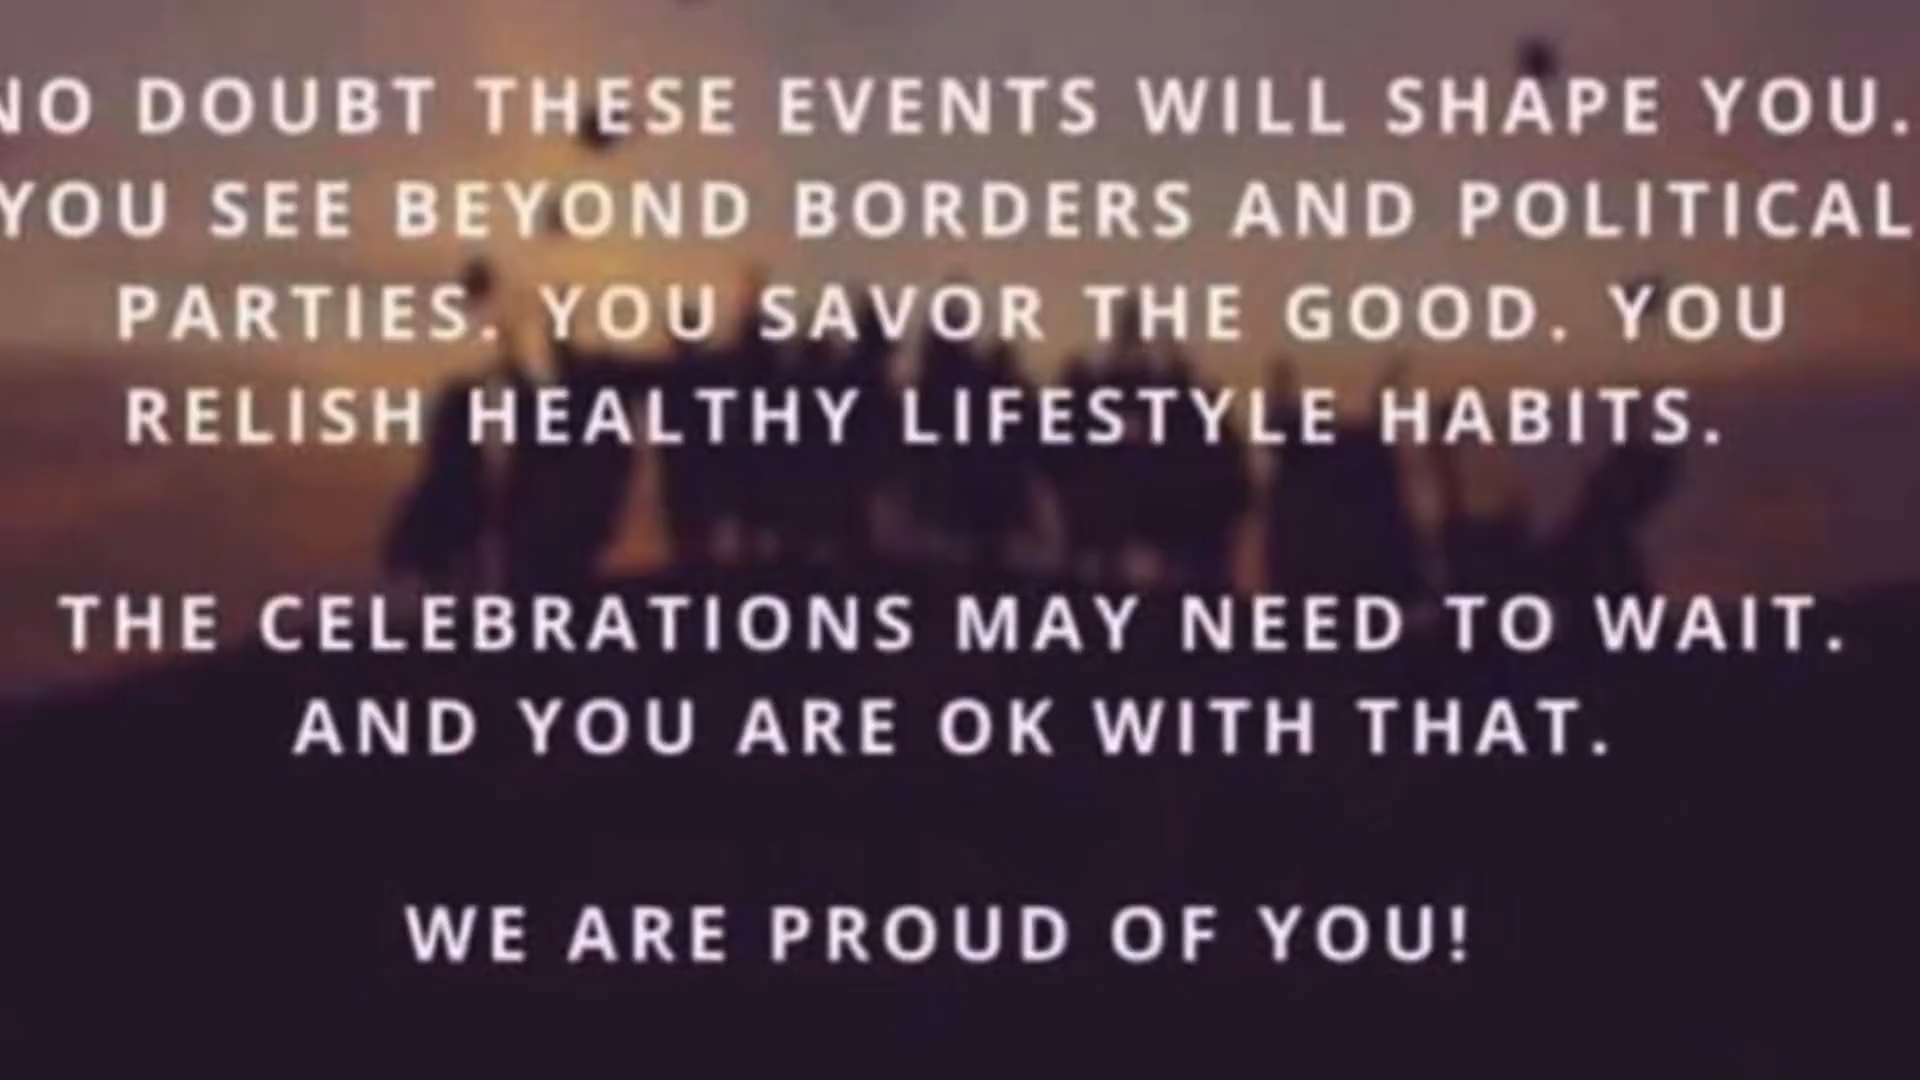 NO DOUBT THESE EVENTS WILL SHAPE YOU.
YOU SEE BEYOND BORDERS AND POLITICAL
PARTIES. YOU SAVOR THE GOOD. YOU
RELISH HEALTHY LIFESTYLE HABITS.
THE CELEBRATIONS MAY NEED TO WAIT.
AND YOU ARE OK WITH THAT.
WE ARE PROUD OF YOU!